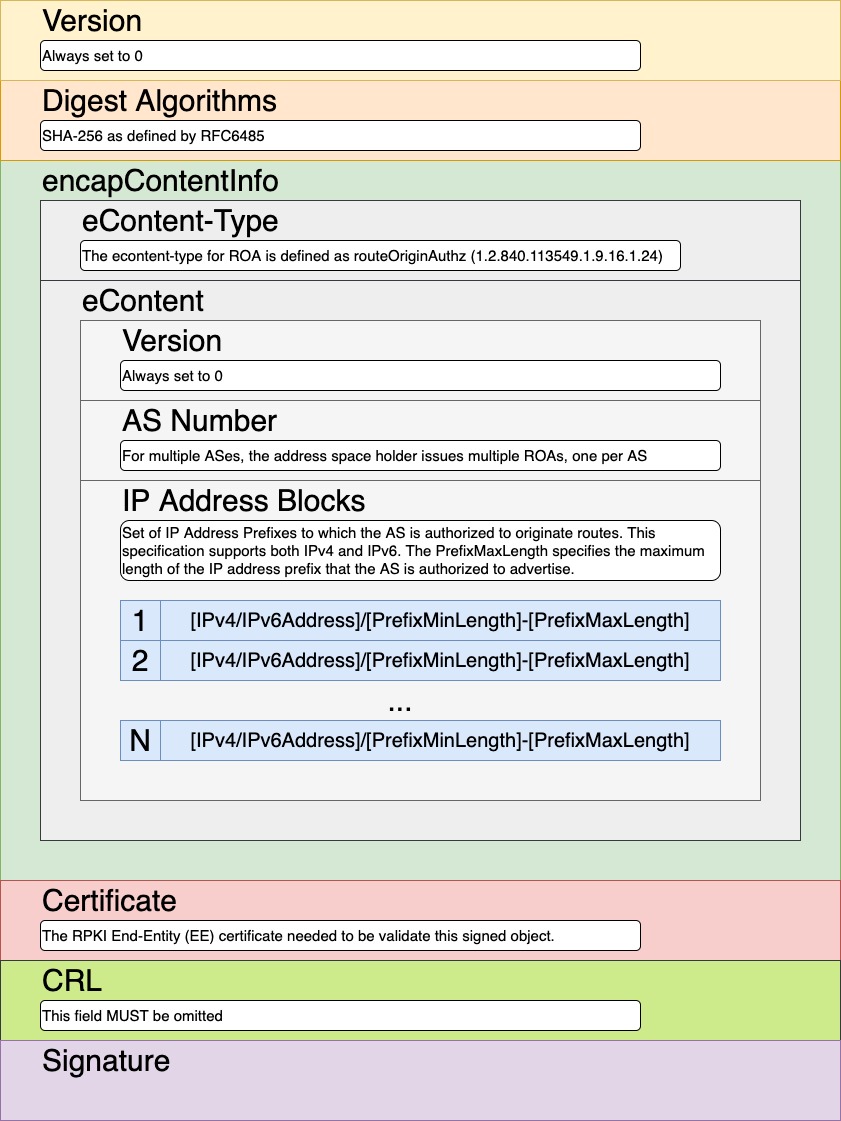 Version
Always set to 0
Digest Algorithms
SHA-256 as defined by RFC6485
encapContentInfo
eContent-Type
The econtent-type for ROA is defined as routeOriginAuthz (1.2.840.113549.1.9.16.1.24)
eContent
Version
Always set to 0
AS Number
For multiple ASes, the address space holder issues multiple ROAs, one per AS
IP Address Blocks
Set of IP Address Prefixes to which the AS is authorized to originate routes. This
specification supports both IPv4 and IPv6. The PrefixMaxLength specifies the maximum
length of the IP address prefix that the AS is authorized to advertise.
1 [IPv4/IPv6Address]/[PrefixMinLength]-[PrefixMaxLength]
2 [IPv4/IPv6Address]/[PrefixMinLength]-[PrefixMaxLength]
...
N [IPv4/IPv6Address]/[PrefixMinLength]-[PrefixMaxLength]
Certificate
The RPKI End-Entity (EE) certificate needed to be validate this signed object.
CRL
This field MUST be omitted
Signature